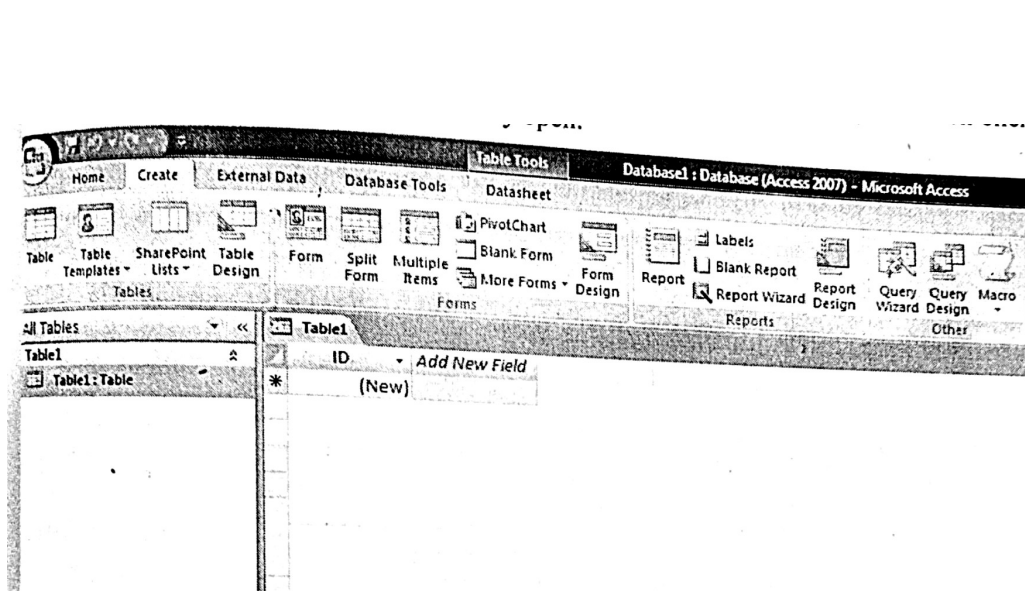 open.
Table Tools
Database1 : Database (Access 2007) - Microsoft Access
Home Create External Data Database Tools Datasheet
Table
Table Templates
SharePoint Lists
Table Design
Tables
Form
Split Form
Multiple Items
PivotChart
Blank Form
More Forms
Form Design
Forms
Report
Labels
Blank Report
Report Wizard
Report Design
Reports
Query Wizard
Query Design
Macro
Other
All Tables «
Table1
Table1 : Table
Table1
ID Add New Field
* (New)